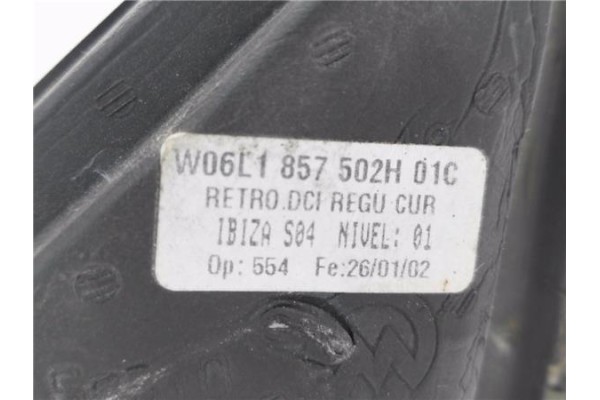 W06L1 857 502H 01C
RETRO.DCI REGU CUR
IBIZA S04 NIVEL: 01
Op: 554 Fe:26/01/02